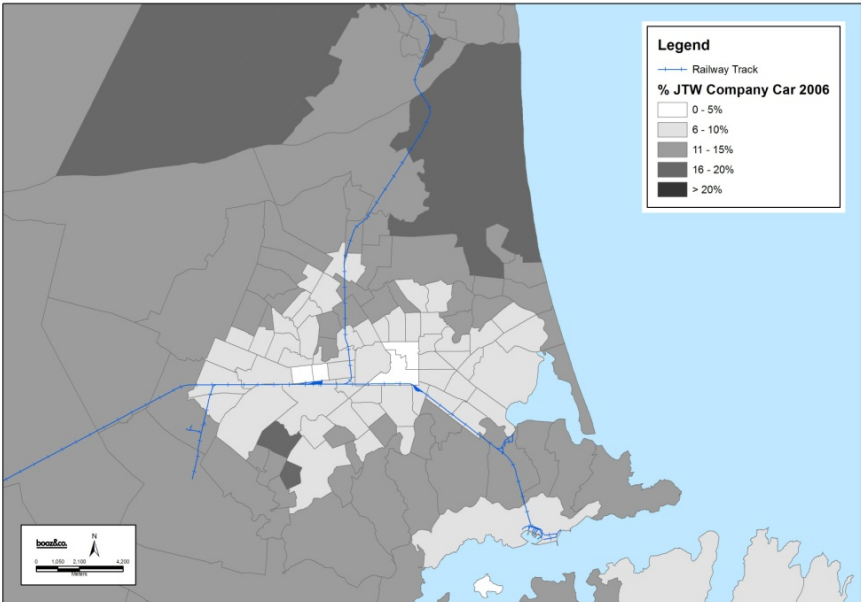 Legend
Railway Track
% JTW Company Car 2006
0 - 5%
6 - 10%
11 - 15%
16 - 20%
> 20%
booz&co.
N
0 1,050 2,100 4,200
Meters